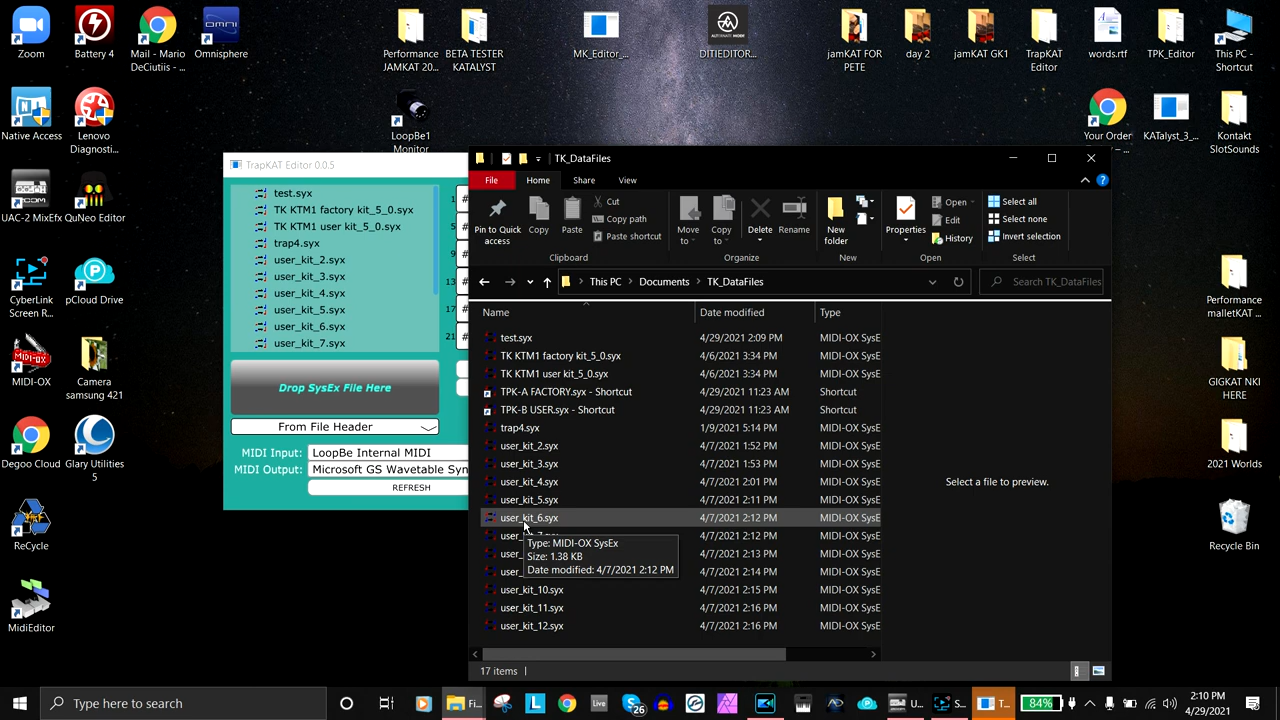 Zoom
Battery 4
Mail - Mario DeCiutiis - ...
OMNI
Omnisphere
Performance JAMKAT 20...
BETA TESTER KATALYST
MK_Editor_...
ALTERNATE MODE
DITIEDITOR...
jamKAT FOR PETE
day 2
jamKAT GK1
TrapKAT Editor
words.rtf
TPK_Editor
This PC - Shortcut
Native Access
Lenovo Diagnosti...
LoopBe1 Monitor
Your Order
KATalyst_3_...
Kontakt SlotSounds
UAC-2 MixEfx
QuNeo Editor
CyberLink Screen R...
pCloud Drive
Performance malletKAT ...
MIDI-OX
Camera samsung 421
GIGKAT NKI HERE
Degoo Cloud
Glary Utilities 5
2021 Worlds
ReCycle
Recycle Bin
MidiEditor
TrapKAT Editor 0.0.5
test.syx
TK KTM1 factory kit_5_0.syx
TK KTM1 user kit_5_0.syx
trap4.syx
user_kit_2.syx
user_kit_3.syx
user_kit_4.syx
user_kit_5.syx
user_kit_6.syx
user_kit_7.syx
1
5
9
13
17
21
Drop SysEx File Here
From File Header
MIDI Input: LoopBe Internal MIDI
MIDI Output: Microsoft GS Wavetable Syn
REFRESH
TK_DataFiles
File Home Share View
Pin to Quick access
Copy
Paste
Cut
Copy path
Paste shortcut
Clipboard
Move to
Copy to
Delete
Rename
Organize
New folder
New
Properties
Open
Edit
History
Open
Select all
Select none
Invert selection
Select
This PC > Documents > TK_DataFiles
Search TK_DataFiles
Name Date modified Type
test.syx 4/29/2021 2:09 PM MIDI-OX SysE
TK KTM1 factory kit_5_0.syx 4/6/2021 3:34 PM MIDI-OX SysE
TK KTM1 user kit_5_0.syx 4/6/2021 3:34 PM MIDI-OX SysE
TPK-A FACTORY.syx - Shortcut 4/29/2021 11:23 AM Shortcut
TPK-B USER.syx - Shortcut 4/29/2021 11:23 AM Shortcut
trap4.syx 1/9/2021 5:14 PM MIDI-OX SysE
user_kit_2.syx 4/7/2021 1:52 PM MIDI-OX SysE
user_kit_3.syx 4/7/2021 1:53 PM MIDI-OX SysE
user_kit_4.syx 4/7/2021 2:01 PM MIDI-OX SysE
user_kit_5.syx 4/7/2021 2:11 PM MIDI-OX SysE
user_kit_6.syx 4/7/2021 2:12 PM MIDI-OX SysE
user_ 4/7/2021 2:12 PM MIDI-OX SysE
user_ 4/7/2021 2:13 PM MIDI-OX SysE
user_ 4/7/2021 2:14 PM MIDI-OX SysE
user_kit_10.syx 4/7/2021 2:15 PM MIDI-OX SysE
user_kit_11.syx 4/7/2021 2:16 PM MIDI-OX SysE
user_kit_12.syx 4/7/2021 2:16 PM MIDI-OX SysE
Type: MIDI-OX SysEx
Size: 1.38 KB
Date modified: 4/7/2021 2:12 PM
Select a file to preview.
17 items
Type here to search
Fi...
L
Live
26
U...
S...
T...
84%
2:10 PM
4/29/2021